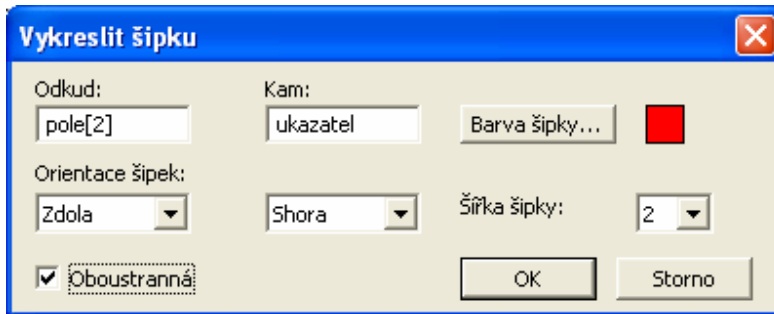 Vykreslit šipku
Odkud: Kam:
pole[2] ukazatel Barva šipky...
Orientace šipek:
Zdola Shora Šířka šipky: 2
Oboustranná OK Storno